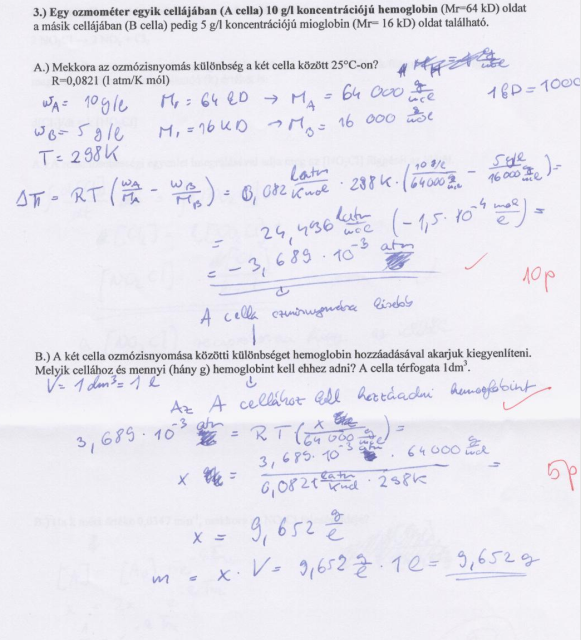 3.) Egy ozmométer egyik cellájában (A cella) 10 g/l koncentrációjú hemoglobin (Mr=64 kD) oldat
a másik cellájában (B cella) pedig 5 g/l koncentrációjú mioglobin (Mr= 16 kD) oldat található.
A.) Mekkora az ozmózisnyomás különbség a két cella között 25°C-on?
R=0,0821 (l atm/K mól)
wA = 10 g/l Mr = 64 kD → MA = 64 000 g/mol 1 kD = 1000
wB = 5 g/l Mr = 16 kD → MB = 16 000 g/mol
T = 298K
Δπ = RT (wA/MA - wB/MB) = 0,082 l atm/K mol · 298K · (10 g/l / 64000 g/mol - 5 g/l / 16000 g/mol) =
= 24,436 l atm/mol (-1,5 · 10⁻⁴ mol/l) =
= -3,689 · 10⁻³ atm
10p
A cella ozmózisnyomása kisebb
B.) A két cella ozmózisnyomása közötti különbséget hemoglobin hozzáadásával akarjuk kiegyenlíteni.
Melyik cellához és mennyi (hány g) hemoglobint kell ehhez adni? A cella térfogata 1dm³.
V = 1 dm³ = 1 l
Az A cellához kell hozzáadni hemoglobint
3,689 · 10⁻³ atm = RT (x / 64 000 g/mol) =
x = 3,689 · 10⁻³ atm · 64 000 g/mol / 0,0821 l atm/K mol · 298K =
5p
x = 9,652 g/l
m = x · V = 9,652 g/l · 1 l = 9,652 g